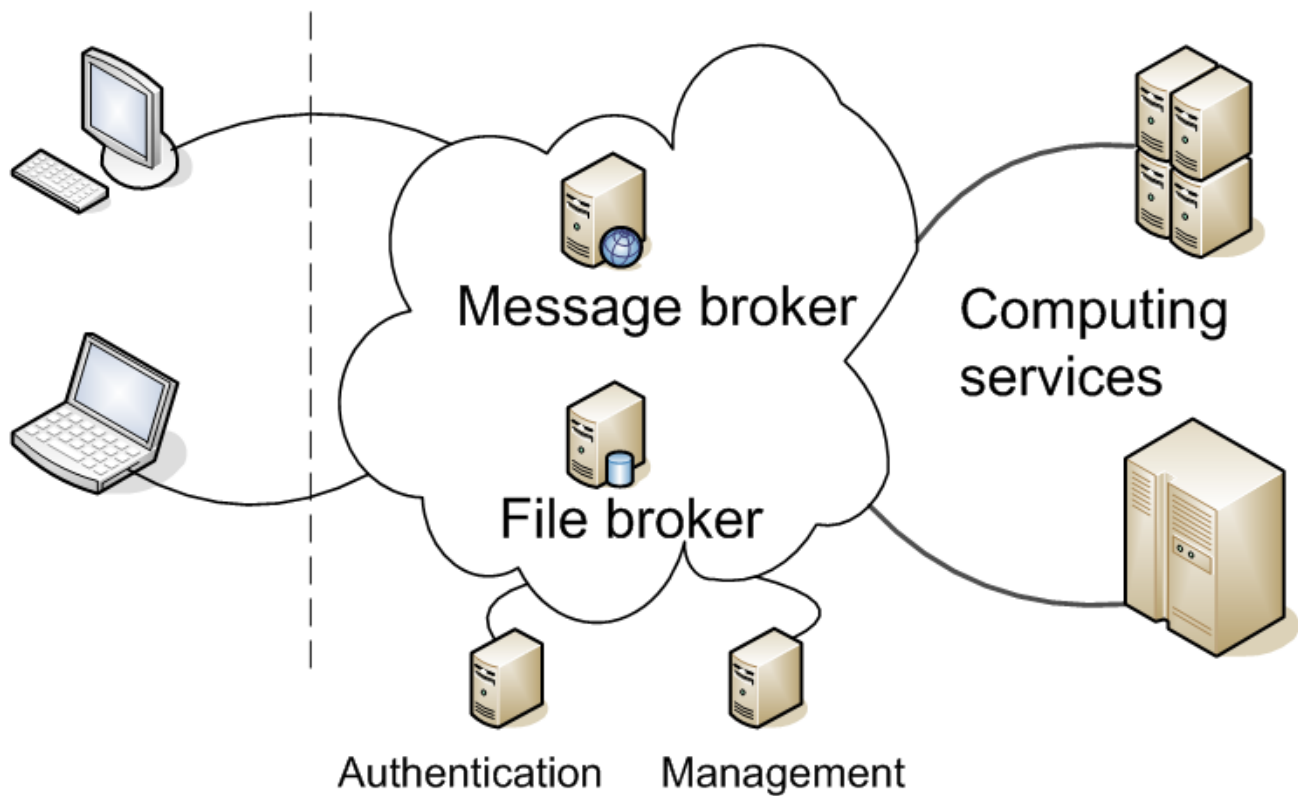 Message broker
Computing
services
File broker
Authentication
Management